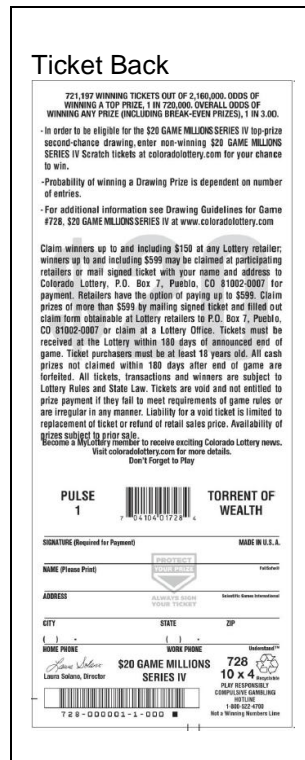 Ticket Back
721,197 WINNING TICKETS OUT OF 2,160,000. ODDS OF
WINNING A TOP PRIZE, 1 IN 720,000. OVERALL ODDS OF
WINNING ANY PRIZE (INCLUDING BREAK-EVEN PRIZES), 1 IN 3.00.
- In order to be eligible for the $20 GAME MILLIONS SERIES IV top-prize
second-chance drawing, enter non-winning $20 GAME MILLIONS
SERIES IV Scratch tickets at coloradolottery.com for your chance
to win.
-Probability of winning a Drawing Prize is dependent on number
of entries.
- For additional information see Drawing Guidelines for Game
#728, $20 GAME MILLIONS SERIES IV at www.coloradolottery.com
Claim winners up to and including $150 at any Lottery retailer;
winners up to and including $599 may be claimed at participating
retailers or mail signed ticket with your name and address to
Colorado Lottery, P.O. Box 7, Pueblo, CO 81002-0007 for
payment. Retailers have the option of paying up to $599. Claim
prizes of more than $599 by mailing signed ticket and filled out
claim form obtainable at Lottery retailers to P.O. Box 7, Pueblo,
CO 81002-0007 or claim at a Lottery Office. Tickets must be
received at the Lottery within 180 days of announced end of
game. Ticket purchasers must be at least 18 years old. All cash
prizes not claimed within 180 days after end of game are
forfeited. All tickets, transactions and winners are subject to
Lottery Rules and State Law. Tickets are void and not entitled to
prize payment if they fail to meet requirements of game rules or
are irregular in any manner. Liability for a void ticket is limited to
replacement of ticket or refund of retail sales price. Availability of
prizes subject to prior sale.
Become a MyLottery member to receive exciting Colorado Lottery news.
Visit coloradolottery.com for more details.
Don't Forget to Play
PULSE
1
7 04104 01728 4
TORRENT OF
WEALTH
SIGNATURE (Required for Payment) MADE IN U.S.A.
PROTECT
YOUR PRIZE
NAME (Please Print)
ALWAYS SIGN
YOUR TICKET
ADDRESS Scientific Games International
CITY STATE ZIP
( ) - ( ) -
HOME PHONE WORK PHONE
Laura Solano, Director
$20 GAME MILLIONS
SERIES IV
728
10 x 4 Recyclable
PLAY RESPONSIBLY
COMPULSIVE GAMBLING
HOTLINE
1-800-522-4700
Not a Winning Numbers Line
728-000001-1-000